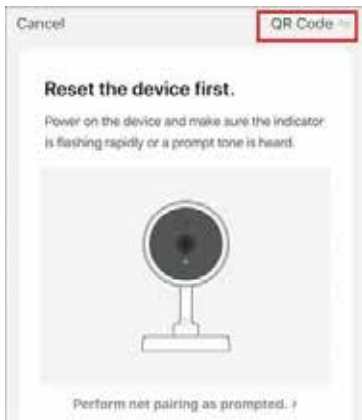 Cancel
QR Code
Reset the device first.
Power on the device and make sure the indicator
is flashing rapidly or a prompt tone is heard.
Perform net pairing as prompted. ›